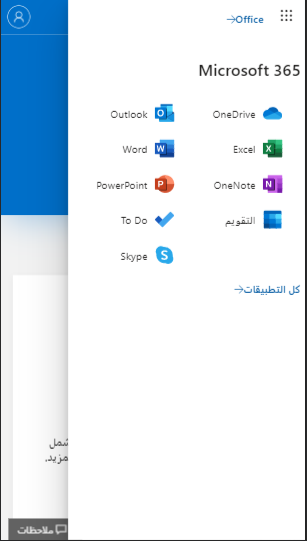 Office
Microsoft 365
OneDrive
Outlook
Excel
Word
OneNote
PowerPoint
التقويم
To Do
Skype
كل التطبيقات
شمل
مزيد.
ملاحظات